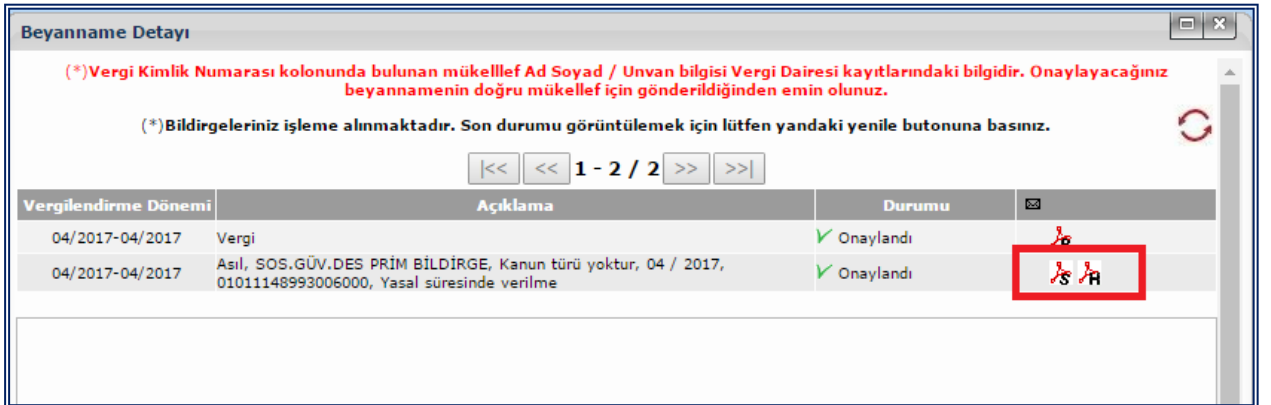 Beyanname Detayı
(*)Vergi Kimlik Numarası kolonunda bulunan mükelllef Ad Soyad / Unvan bilgisi Vergi Dairesi kayıtlarındaki bilgidir. Onaylayacağınız
beyannamenin doğru mükellef için gönderildiğinden emin olunuz.
(*)Bildirgeleriniz işleme alınmaktadır. Son durumu görüntülemek için lütfen yandaki yenile butonuna basınız.
|<< << 1 - 2 / 2 >> >>|
Vergilendirme Dönemi Açıklama Durumu
04/2017-04/2017 Vergi Onaylandı
04/2017-04/2017 Asıl, SOS.GÜV.DES PRİM BİLDİRGE, Kanun türü yoktur, 04 / 2017, Onaylandı S H
01011148993006000, Yasal süresinde verilme